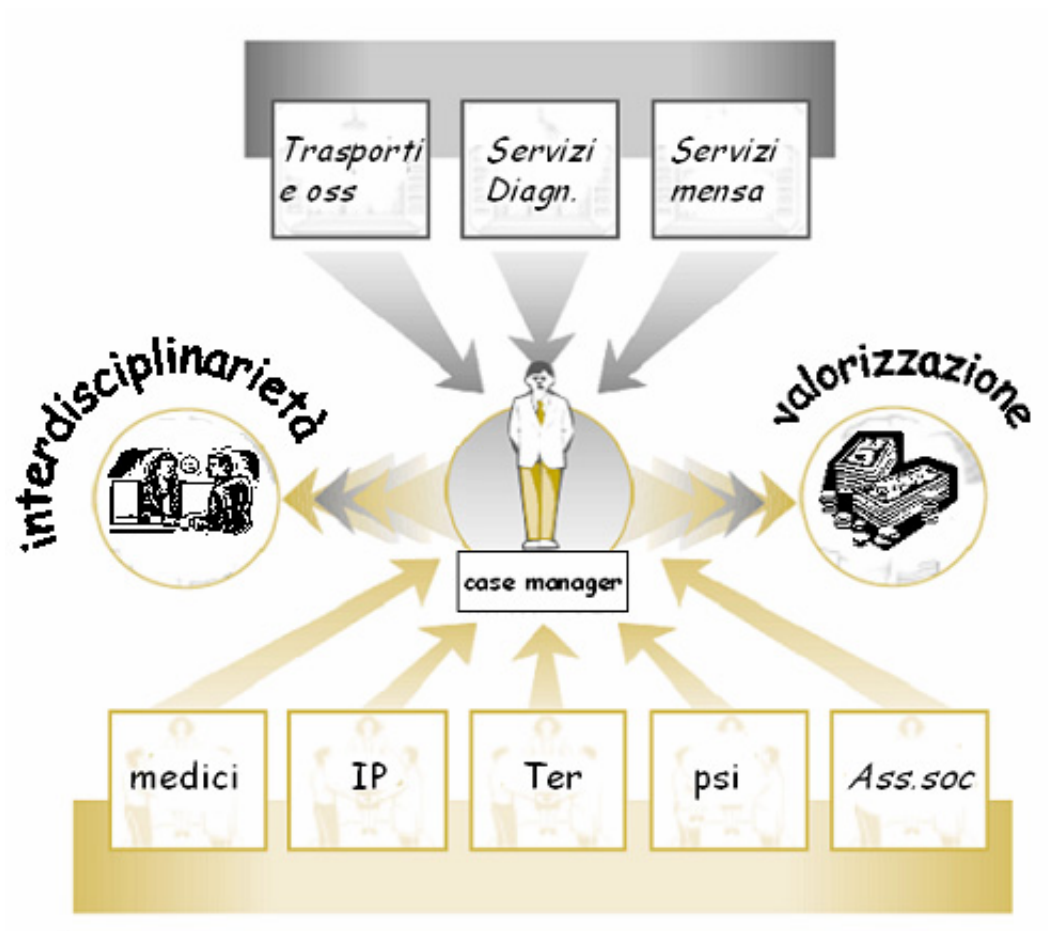 Trasporti
e oss
Servizi
Diagn.
Servizi
mensa
interdisciplinarietà
valorizzazione
case manager
medici
IP
Ter
psi
Ass.soc